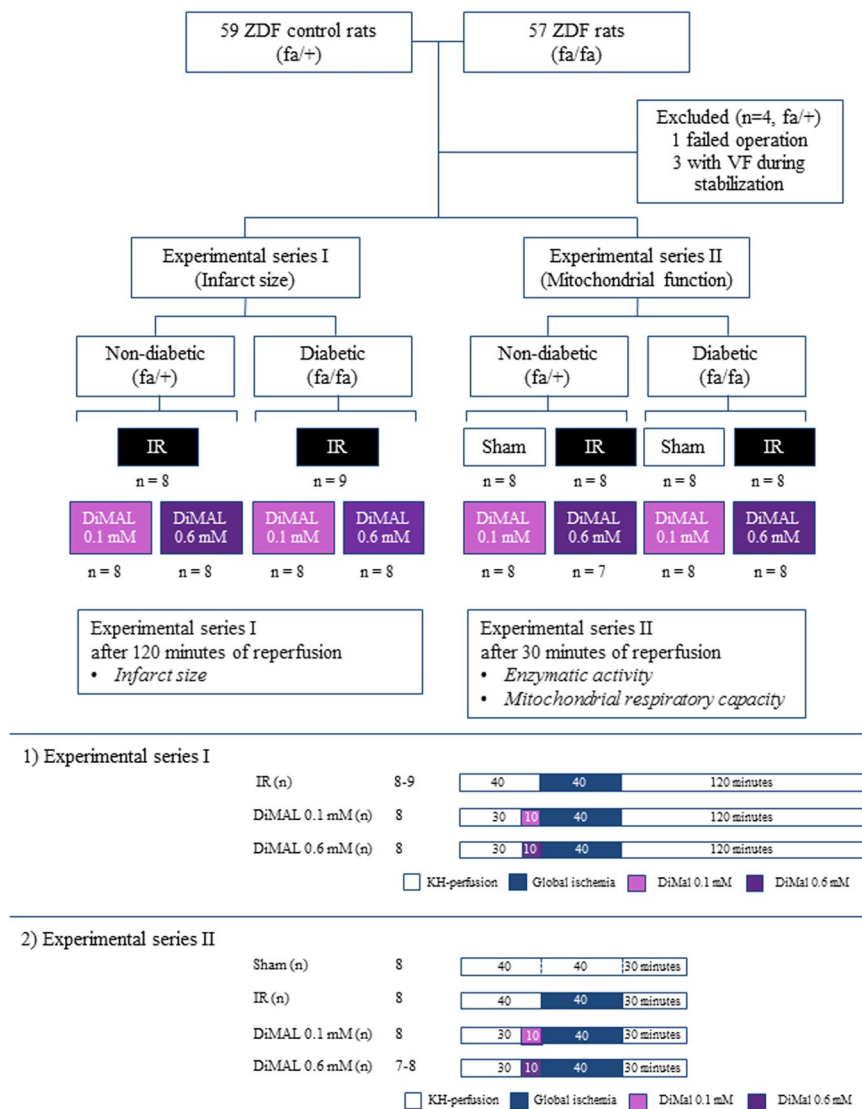 59 ZDF control rats
(fa/+)
57 ZDF rats
(fa/fa)
Excluded (n=4, fa/+)
1 failed operation
3 with VF during
stabilization
Experimental series I
(Infarct size)
Experimental series II
(Mitochondrial function)
Non-diabetic
(fa/+)
Diabetic
(fa/fa)
Non-diabetic
(fa/+)
Diabetic
(fa/fa)
IR
IR
Sham
IR
Sham
IR
n = 8
n = 9
n = 8
n = 8
n = 8
n = 8
DiMAL
0.1 mM
DiMAL
0.6 mM
DiMAL
0.1 mM
DiMAL
0.6 mM
DiMAL
0.1 mM
DiMAL
0.6 mM
DiMAL
0.1 mM
DiMAL
0.6 mM
n = 8
n = 8
n = 8
n = 8
n = 8
n = 7
n = 8
n = 8
Experimental series I
after 120 minutes of reperfusion
• Infarct size
Experimental series II
after 30 minutes of reperfusion
• Enzymatic activity
• Mitochondrial respiratory capacity
1) Experimental series I
IR (n) 8-9 40 40 120 minutes
DiMAL 0.1 mM (n) 8 30 10 40 120 minutes
DiMAL 0.6 mM (n) 8 30 10 40 120 minutes
KH-perfusion Global ischemia DiMal 0.1 mM DiMal 0.6 mM
2) Experimental series II
Sham (n) 8 40 40 30 minutes
IR (n) 8 40 40 30 minutes
DiMAL 0.1 mM (n) 8 30 10 40 30 minutes
DiMAL 0.6 mM (n) 7-8 30 10 40 30 minutes
KH-perfusion Global ischemia DiMal 0.1 mM DiMal 0.6 mM